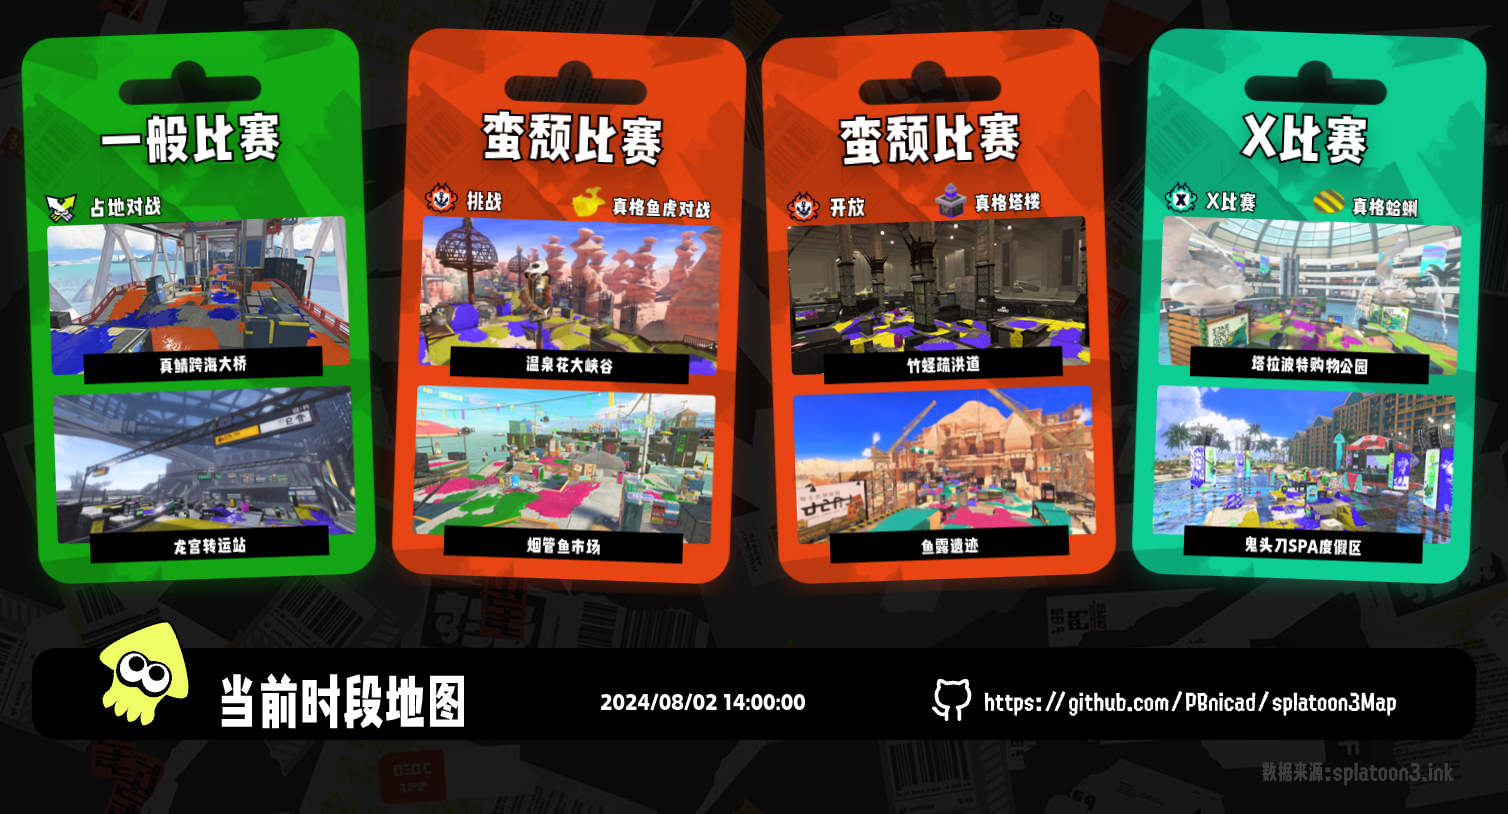 一般比赛
占地对战
真鲷跨海大桥
龙宫转运站
蛮颓比赛
挑战
真格鱼虎对战
温泉花大峡谷
烟管鱼市场
蛮颓比赛
开放
真格塔楼
竹蛏疏洪道
鱼露遗迹
X比赛
X比赛
真格蛤蜊
塔拉波特购物公园
鬼头刀SPA度假区
当前时段地图
2024/08/02 14:00:00
https://github.com/PBnicad/splatoon3Map
数据来源:splatoon3.ink